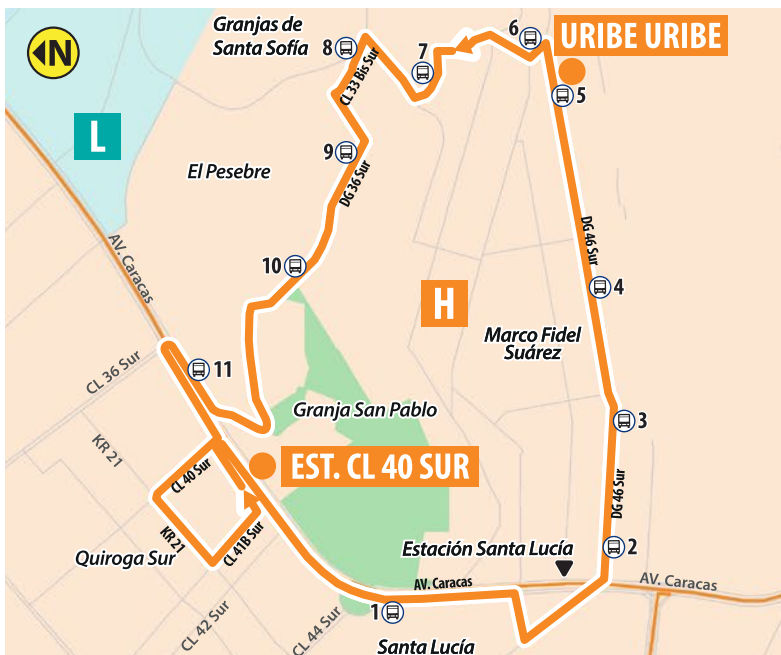 N
Granjas de
Santa Sofía
8
CL 33 Bis Sur
7
6
URIBE URIBE
5
L
El Pesebre
9
DG 36 Sur
AV. Caracas
10
DG 46 Sur
4
H
Marco Fidel
Suárez
CL 36 Sur
11
Granja San Pablo
3
KR 21
CL 40 Sur
EST. CL 40 SUR
DG 46 Sur
KR 21
CL 41B Sur
Quiroga Sur
Estación Santa Lucía
2
AV. Caracas
AV. Caracas
1
CL 42 Sur
CL 44 Sur
Santa Lucía